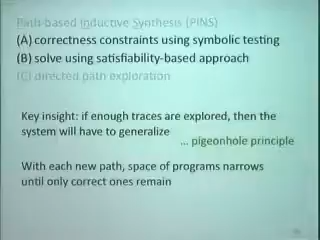 Path-based Inductive Synthesis (PINS)
(A) correctness constraints using symbolic testing
(B) solve using satisfiability-based approach
(C) directed path exploration
Key insight: if enough traces are explored, then the
system will have to generalize
... pigeonhole principle
With each new path, space of programs narrows
until only correct ones remain